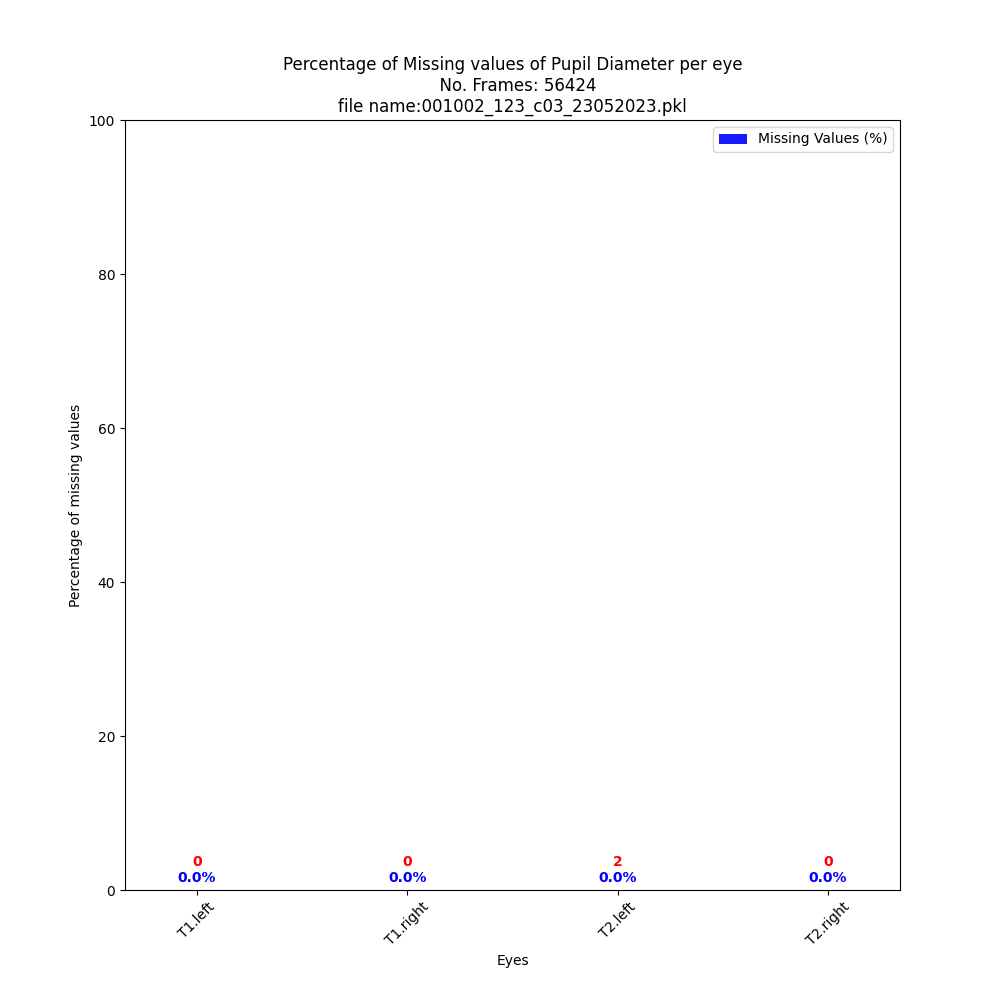 Percentage of Missing values of Pupil Diameter per eye
No. Frames: 56424
file name:001002_123_c03_23052023.pkl
Missing Values (%)
100
80
60
40
20
0
Percentage of missing values
0 0 2 0
0.0% 0.0% 0.0% 0.0%
T1.left T1.right T2.left T2.right
Eyes